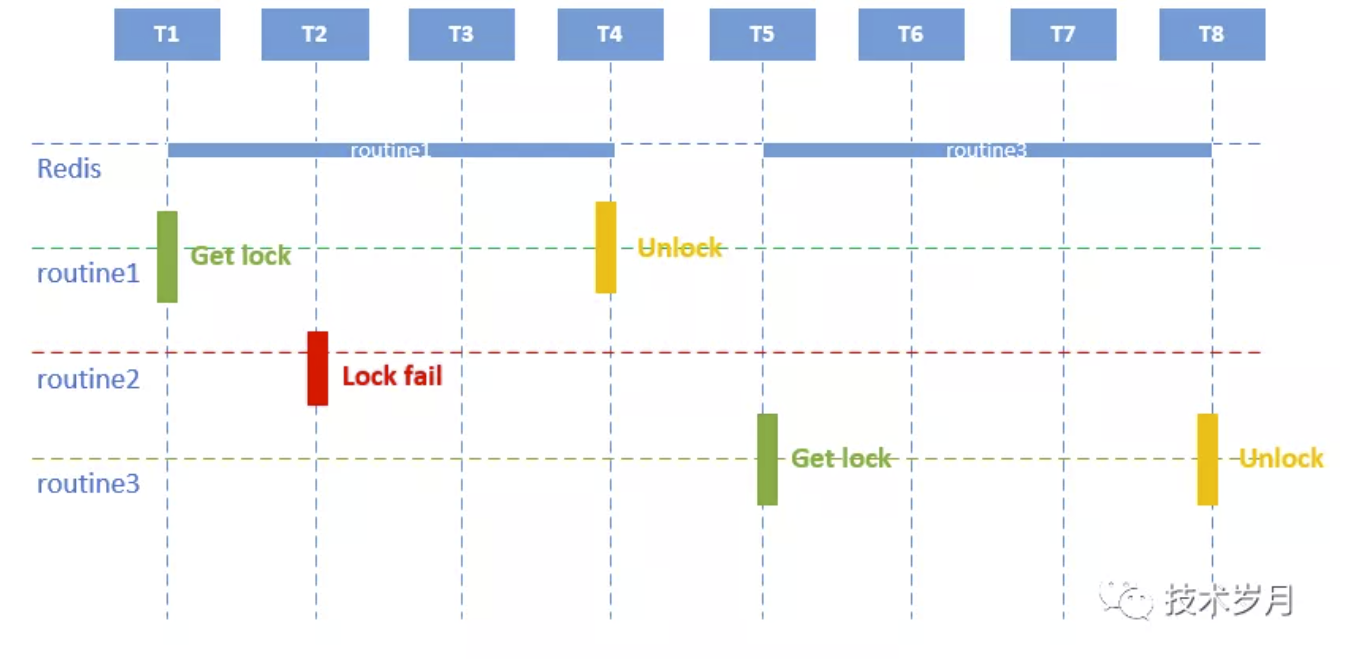 T1 T2 T3 T4 T5 T6 T7 T8
routine1 routine3
Redis
Get lock Unlock
routine1
Lock fail
routine2
Get lock Unlock
routine3
技术岁月